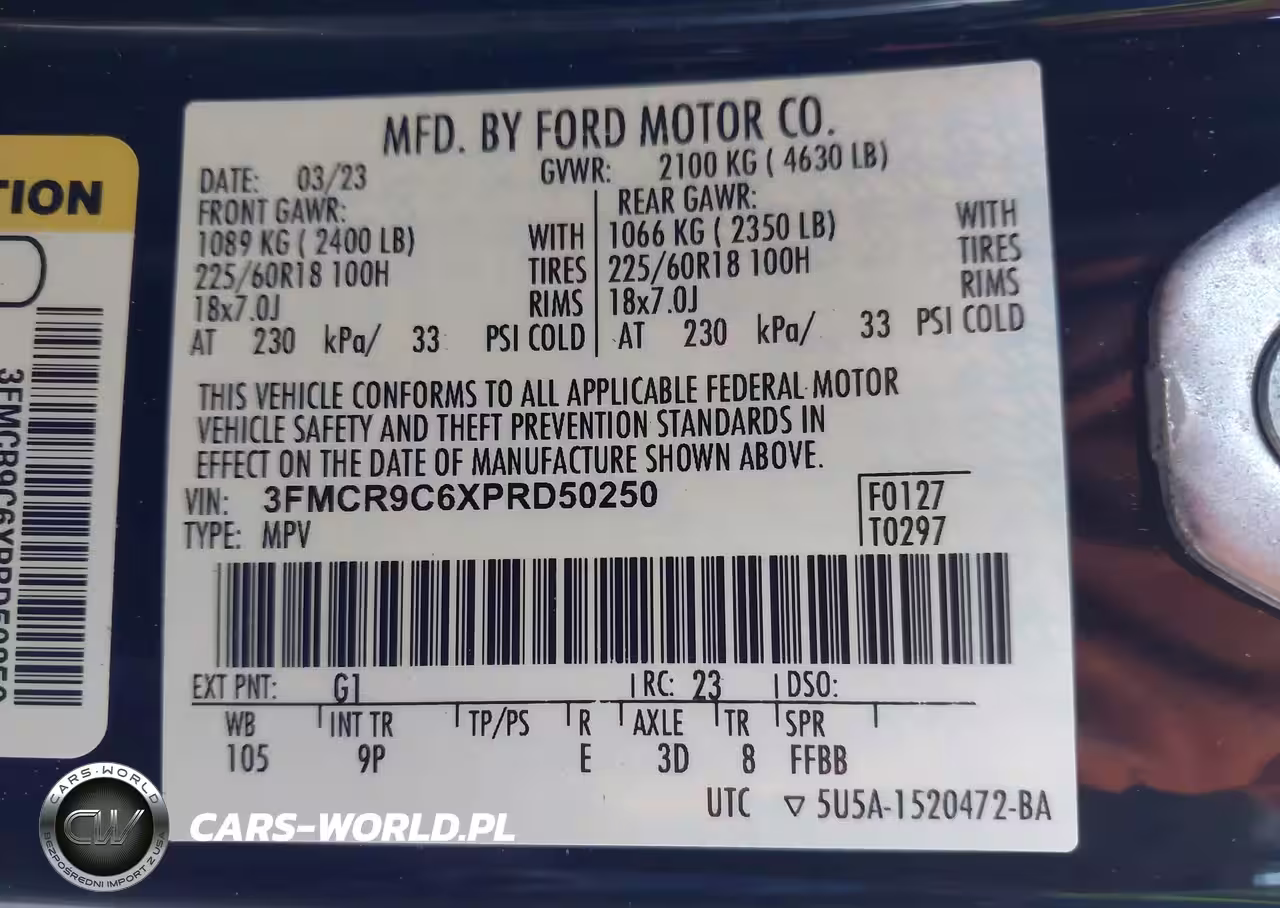 MFD. BY FORD MOTOR CO.
DATE: 03/23 GVWR: 2100 KG ( 4630 LB)
FRONT GAWR: REAR GAWR:
1089 KG ( 2400 LB) WITH 1066 KG ( 2350 LB) WITH
225/60R18 100H TIRES 225/60R18 100H TIRES
18x7.0J RIMS 18x7.0J RIMS
AT 230 kPa/ 33 PSI COLD AT 230 kPa/ 33 PSI COLD
THIS VEHICLE CONFORMS TO ALL APPLICABLE FEDERAL MOTOR
VEHICLE SAFETY AND THEFT PREVENTION STANDARDS IN
EFFECT ON THE DATE OF MANUFACTURE SHOWN ABOVE.
VIN: 3FMCR9C6XPRD50250 F0127
TYPE: MPV T0297
EXT PNT: G1 RC: 23 DSO:
WB INT TR TP/PS R AXLE TR SPR
105 9P E 3D 8 FFBB
UTC ▽ 5U5A-1520472-BA
TION
3FMCR9C6XPRD50250
CARS-WORLD
CW
BEZPOŚREDNI IMPORT Z USA
CARS-WORLD.PL